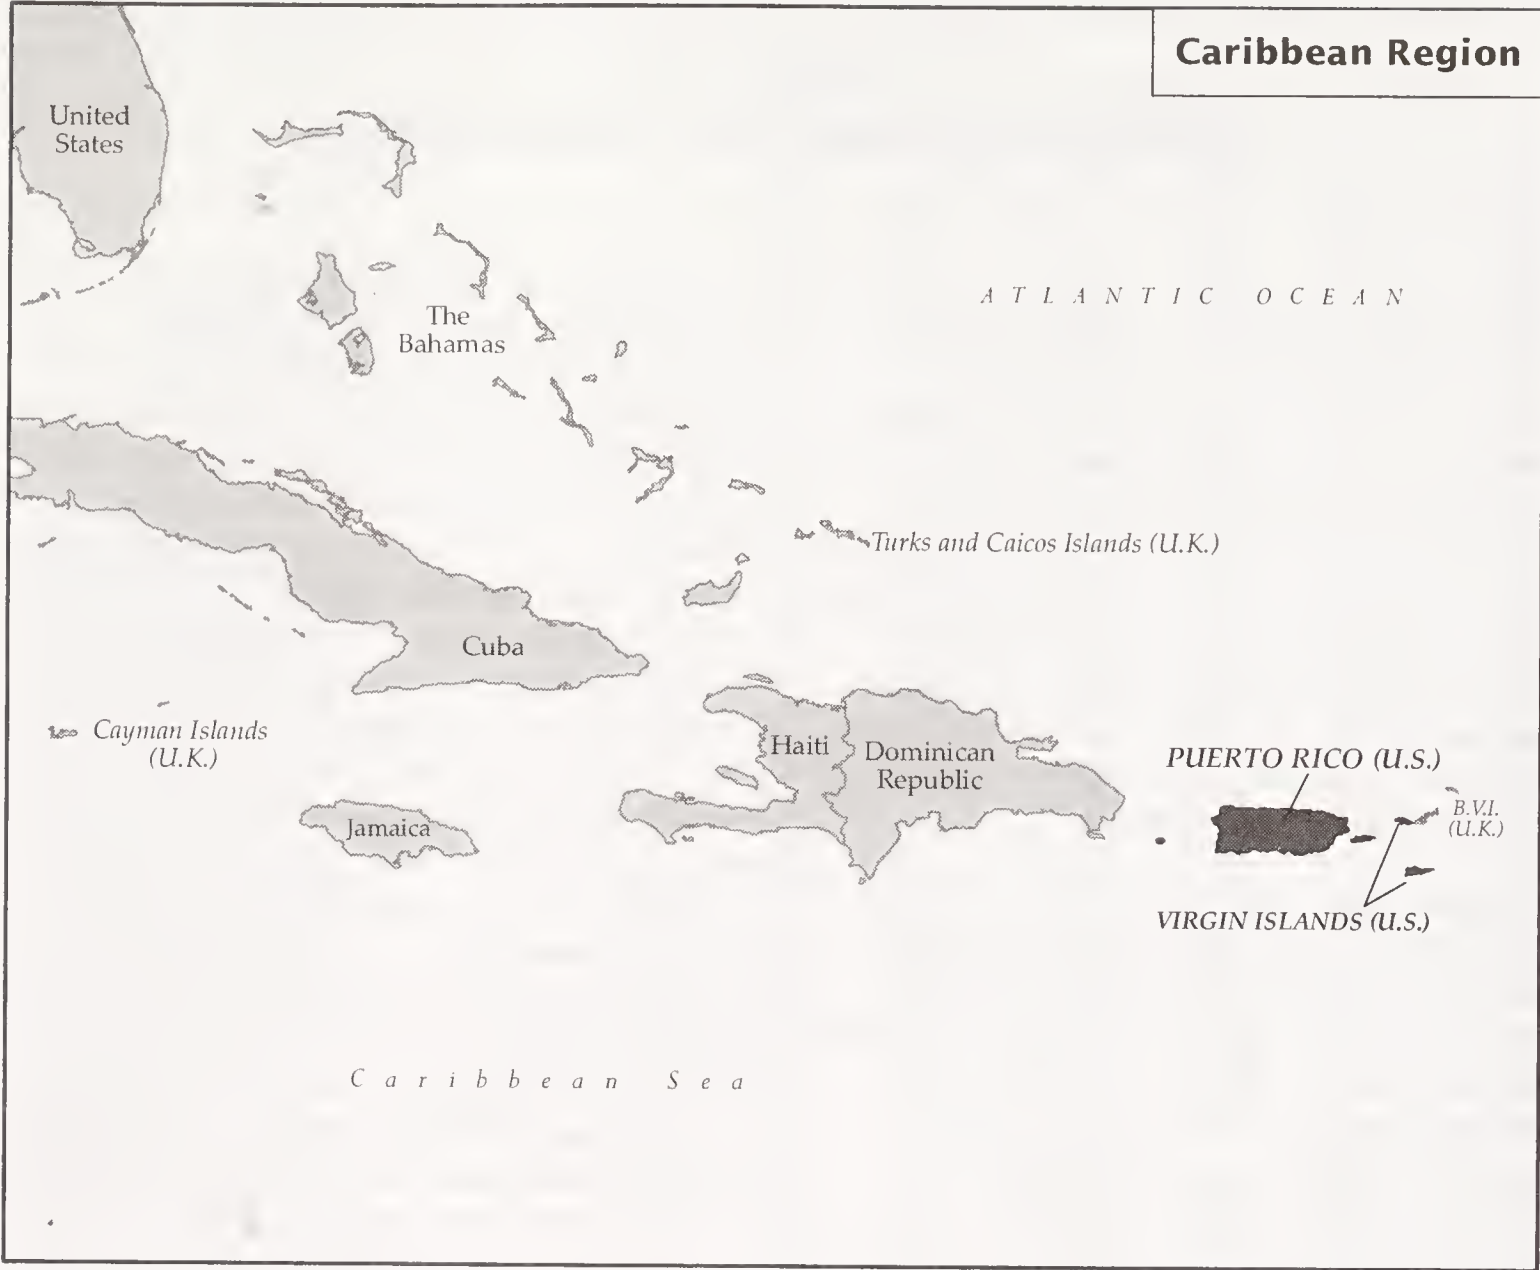 Caribbean Region
United
States
ATLANTIC OCEAN
The
Bahamas
Turks and Caicos Islands (U.K.)
Cuba
Cayman Islands
(U.K.)
Haiti
Dominican
Republic
PUERTO RICO (U.S.)
B.V.I.
(U.K.)
Jamaica
VIRGIN ISLANDS (U.S.)
Caribbean Sea